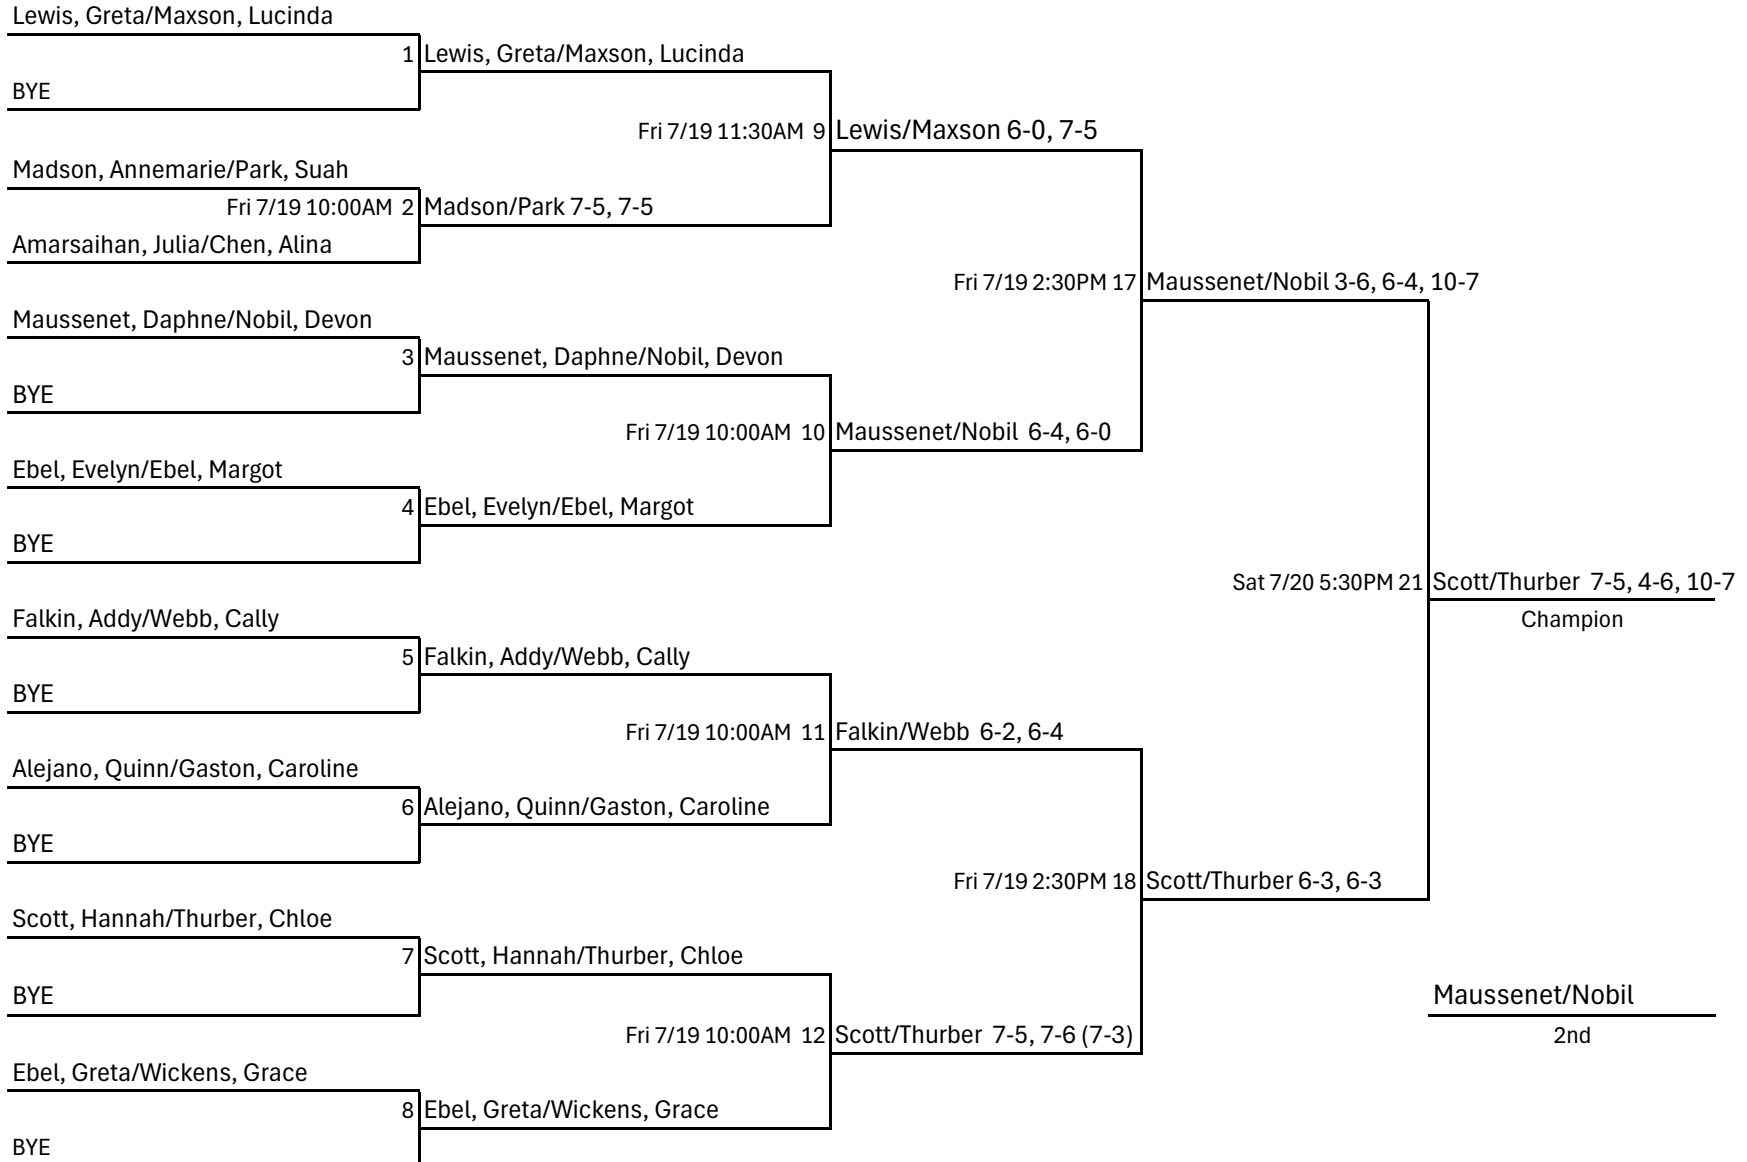 Lewis, Greta/Maxson, Lucinda
1 Lewis, Greta/Maxson, Lucinda
BYE
Fri 7/19 11:30AM 9 Lewis/Maxson 6-0, 7-5
Madson, Annemarie/Park, Suah
Fri 7/19 10:00AM 2 Madson/Park 7-5, 7-5
Amarsaihan, Julia/Chen, Alina
Fri 7/19 2:30PM 17 Maussenet/Nobil 3-6, 6-4, 10-7
Maussenet, Daphne/Nobil, Devon
3 Maussenet, Daphne/Nobil, Devon
BYE
Fri 7/19 10:00AM 10 Maussenet/Nobil 6-4, 6-0
Ebel, Evelyn/Ebel, Margot
4 Ebel, Evelyn/Ebel, Margot
BYE
Sat 7/20 5:30PM 21 Scott/Thurber 7-5, 4-6, 10-7
Falkin, Addy/Webb, Cally
Champion
5 Falkin, Addy/Webb, Cally
BYE
Fri 7/19 10:00AM 11 Falkin/Webb 6-2, 6-4
Alejano, Quinn/Gaston, Caroline
6 Alejano, Quinn/Gaston, Caroline
BYE
Fri 7/19 2:30PM 18 Scott/Thurber 6-3, 6-3
Scott, Hannah/Thurber, Chloe
7 Scott, Hannah/Thurber, Chloe
BYE
Maussenet/Nobil
Fri 7/19 10:00AM 12 Scott/Thurber 7-5, 7-6 (7-3)
2nd
Ebel, Greta/Wickens, Grace
8 Ebel, Greta/Wickens, Grace
BYE